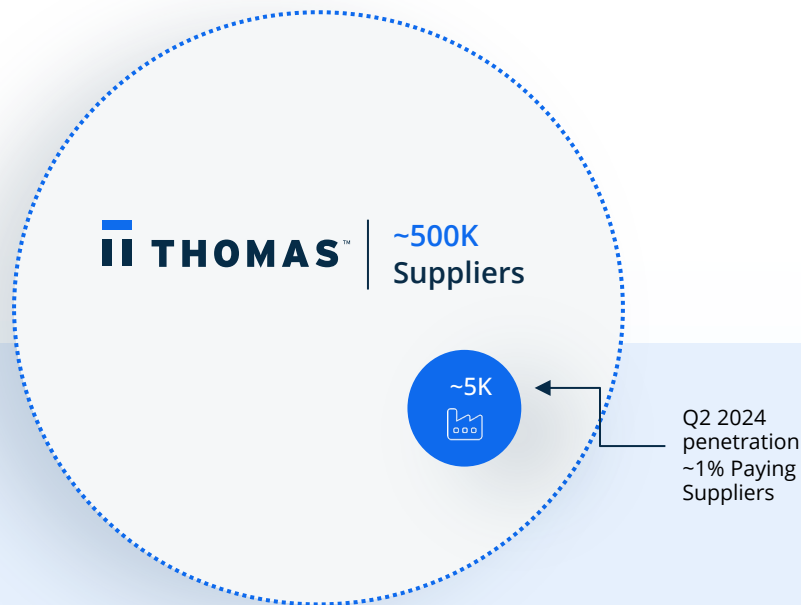 THOMAS™
~500K
Suppliers
~5K
Q2 2024
penetration
~1% Paying
Suppliers